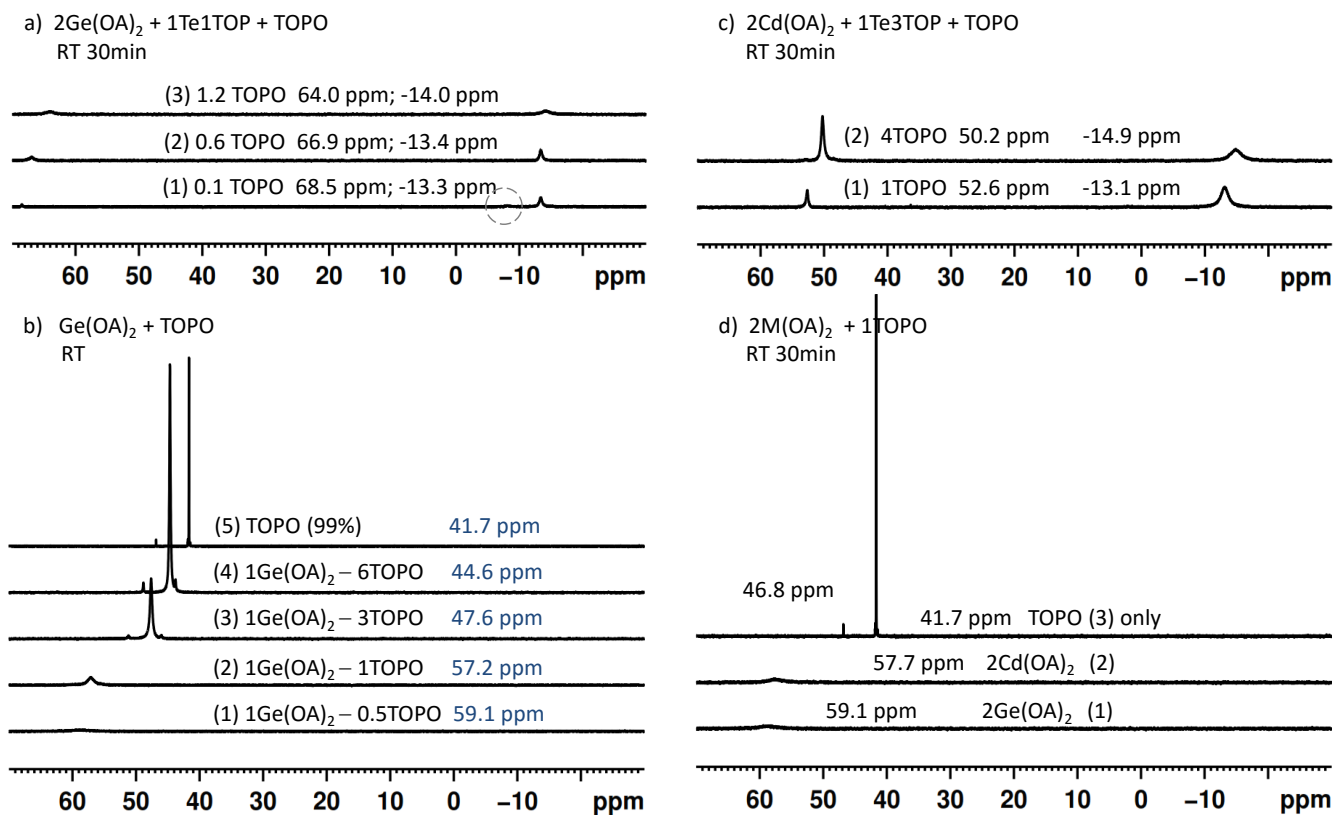 a) 2Ge(OA)₂ + 1Te1TOP + TOPO
RT 30min
(3) 1.2 TOPO 64.0 ppm; -14.0 ppm
(2) 0.6 TOPO 66.9 ppm; -13.4 ppm
(1) 0.1 TOPO 68.5 ppm; -13.3 ppm
60 50 40 30 20 10 0 −10 ppm
c) 2Cd(OA)₂ + 1Te3TOP + TOPO
RT 30min
(2) 4TOPO 50.2 ppm -14.9 ppm
(1) 1TOPO 52.6 ppm -13.1 ppm
60 50 40 30 20 10 0 −10 ppm
b) Ge(OA)₂ + TOPO
RT
(5) TOPO (99%) 41.7 ppm
(4) 1Ge(OA)₂ – 6TOPO 44.6 ppm
(3) 1Ge(OA)₂ – 3TOPO 47.6 ppm
(2) 1Ge(OA)₂ – 1TOPO 57.2 ppm
(1) 1Ge(OA)₂ – 0.5TOPO 59.1 ppm
60 50 40 30 20 10 0 −10 ppm
d) 2M(OA)₂ + 1TOPO
RT 30min
46.8 ppm
41.7 ppm TOPO (3) only
57.7 ppm 2Cd(OA)₂ (2)
59.1 ppm 2Ge(OA)₂ (1)
60 50 40 30 20 10 0 −10 ppm